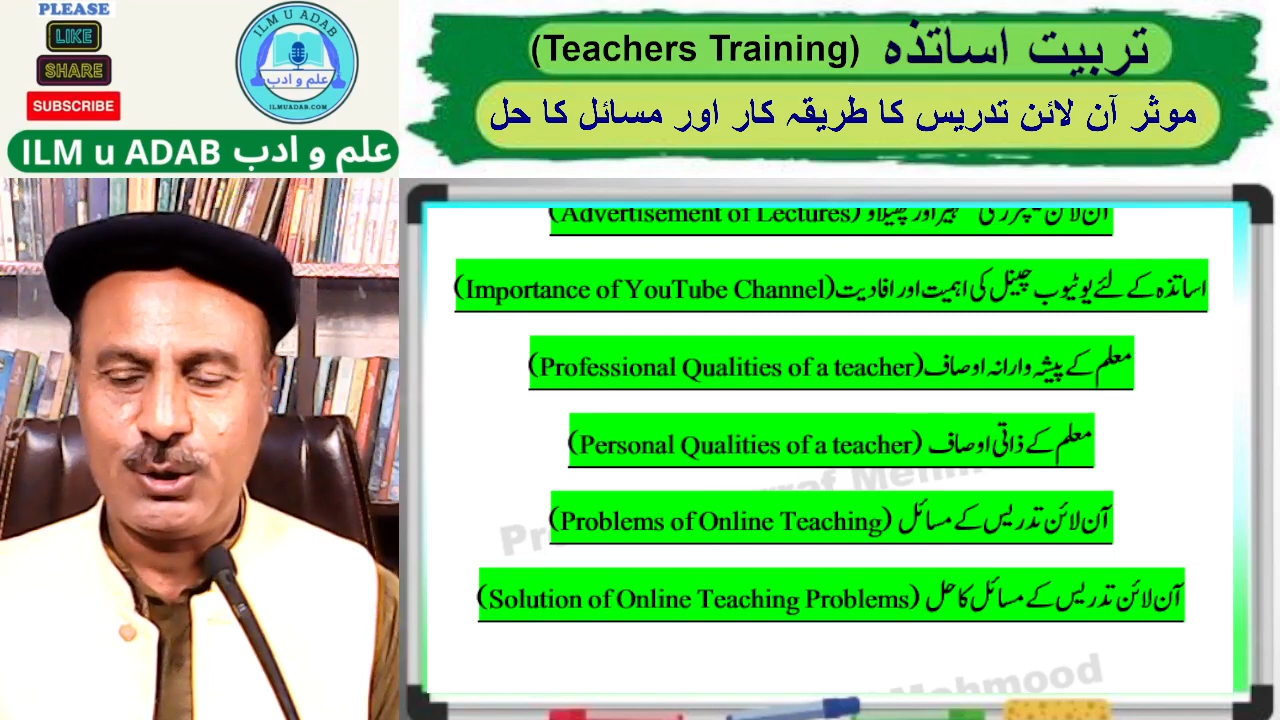 PLEASE
LIKE
SHARE
SUBSCRIBE
ILM U ADAB
علم و ادب
ILMUADAB.COM
ILM u ADAB علم و ادب
تربیت اساتذہ (Teachers Training)
موثر آن لائن تدریس کا طریقہ کار اور مسائل کا حل
آن لائن (Advertisement of Lectures)
اساتذہ کے لئے یوٹیوب چینل کی اہمیت اور افادیت (Importance of YouTube Channel)
معلم کے پیشہ وارانہ اوصاف (Professional Qualities of a teacher)
معلم کے ذاتی اوصاف (Personal Qualities of a teacher)
آن لائن تدریس کے مسائل (Problems of Online Teaching)
آن لائن تدریس کے مسائل کا حل (Solution of Online Teaching Problems)
Mehmood